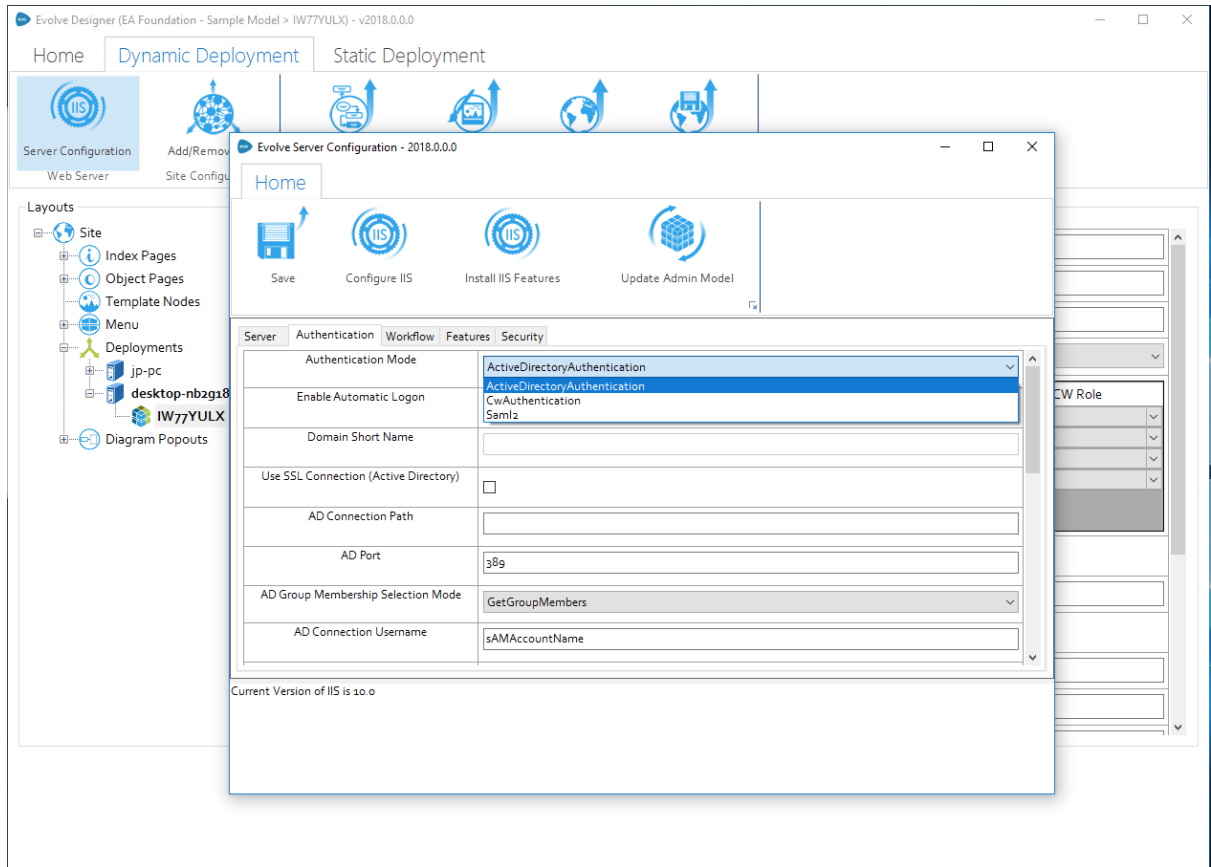 Evolve Designer (EA Foundation - Sample Model > IW77YULX) - v2018.0.0.0
Home Dynamic Deployment Static Deployment
IIS
Server Configuration
Add/Remov
Web Server
Site Configu
Evolve Server Configuration - 2018.0.0.0
Home
IIS
IIS
Save
Configure IIS
Install IIS Features
Update Admin Model
Layouts
Site
Index Pages
Object Pages
Template Nodes
Menu
Deployments
jp-pc
desktop-nb2g18
IW77YULX
Diagram Popouts
Server Authentication Workflow Features Security
Authentication Mode
ActiveDirectoryAuthentication
ActiveDirectoryAuthentication
CwAuthentication
Saml2
Enable Automatic Logon
Domain Short Name
Use SSL Connection (Active Directory)
AD Connection Path
AD Port
389
AD Group Membership Selection Mode
GetGroupMembers
AD Connection Username
sAMAccountName
CW Role
Current Version of IIS is 10.0